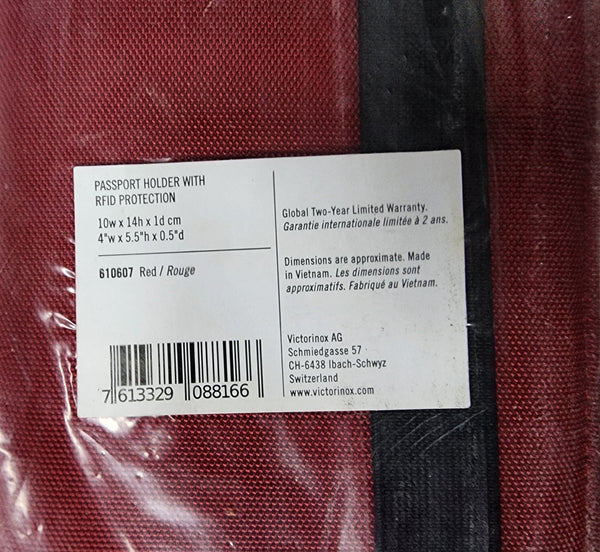 PASSPORT HOLDER WITH
RFID PROTECTION
10w x 14h x 1d cm
4"w x 5.5"h x 0.5"d
610607 Red / Rouge
7 613329 088166
Global Two-Year Limited Warranty.
Garantie internationale limitée à 2 ans.
Dimensions are approximate. Made
in Vietnam. Les dimensions sont
approximatifs. Fabriqué au Vietnam.
Victorinox AG
Schmiedgasse 57
CH-6438 Ibach-Schwyz
Switzerland
www.victorinox.com